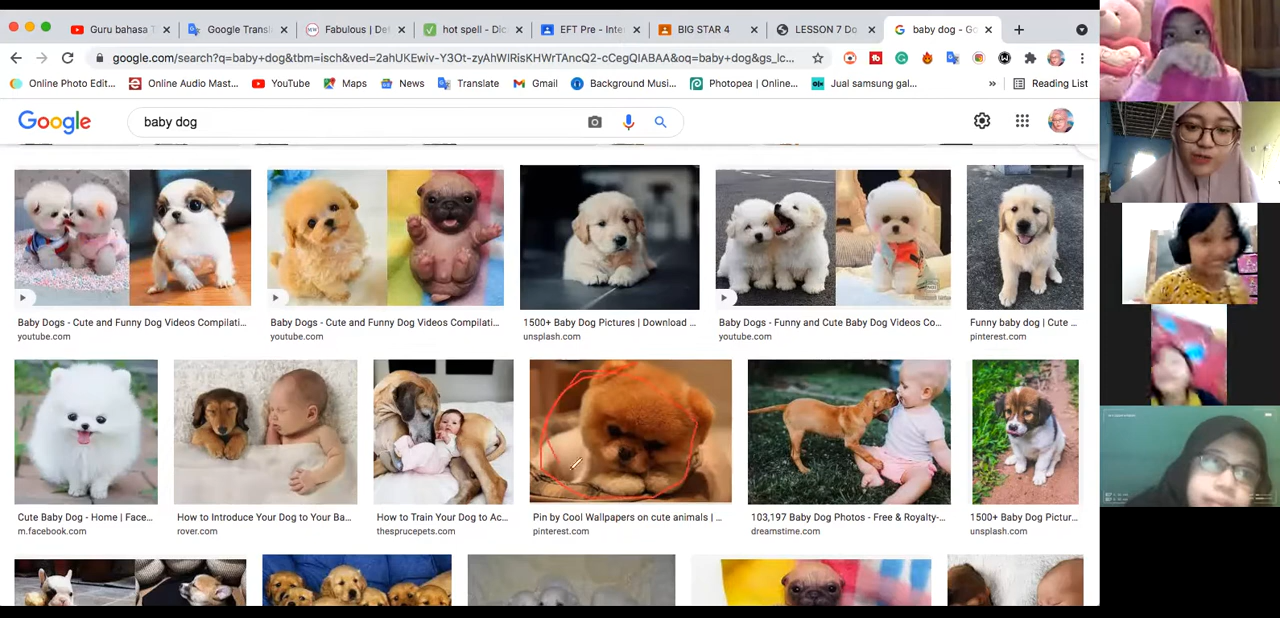 Guru bahasa T
Google Transl
Fabulous | Def
hot spell - Dic
EFT Pre - Inte
BIG STAR 4
LESSON 7 Do
baby dog - Go
google.com/search?q=baby+dog&tbm=isch&ved=2ahUKEwiv-Y3Ot-zyAhWIRisKHWrTAncQ2-cCegQIABAA&oq=baby+dog&gs_lc...
Online Photo Edit...
Online Audio Mast...
YouTube
Maps
News
Translate
Gmail
Background Musi...
Photopea | Online...
Jual samsung gal...
»
Reading List
Google
baby dog
Baby Dogs - Cute and Funny Dog Videos Compilati...
youtube.com
Baby Dogs - Cute and Funny Dog Videos Compilati...
youtube.com
1500+ Baby Dog Pictures | Download ...
unsplash.com
Baby Dogs - Funny and Cute Baby Dog Videos Co...
youtube.com
Funny baby dog | Cute ...
pinterest.com
Cute Baby Dog - Home | Face...
m.facebook.com
How to Introduce Your Dog to Your Ba...
rover.com
How to Train Your Dog to Ac...
thesprucepets.com
Pin by Cool Wallpapers on cute animals | ...
pinterest.com
103,197 Baby Dog Photos - Free & Royalty-...
dreamstime.com
1500+ Baby Dog Pictur...
unsplash.com